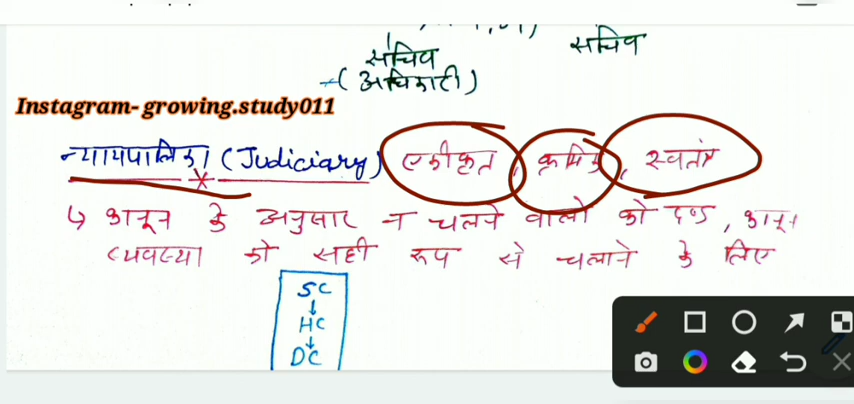 सचिव
सचिव
(अधिकारी)
Instagram- growing.study011
न्यायपालिका (Judiciary) एकीकृत, क्रमिक, स्वतंत्र
↳ कानून के अनुसार न चलने वालो को दण्ड, कानून
व्यवस्था को सही रूप से चलाने के लिए
SC
↓
HC
↓
DC